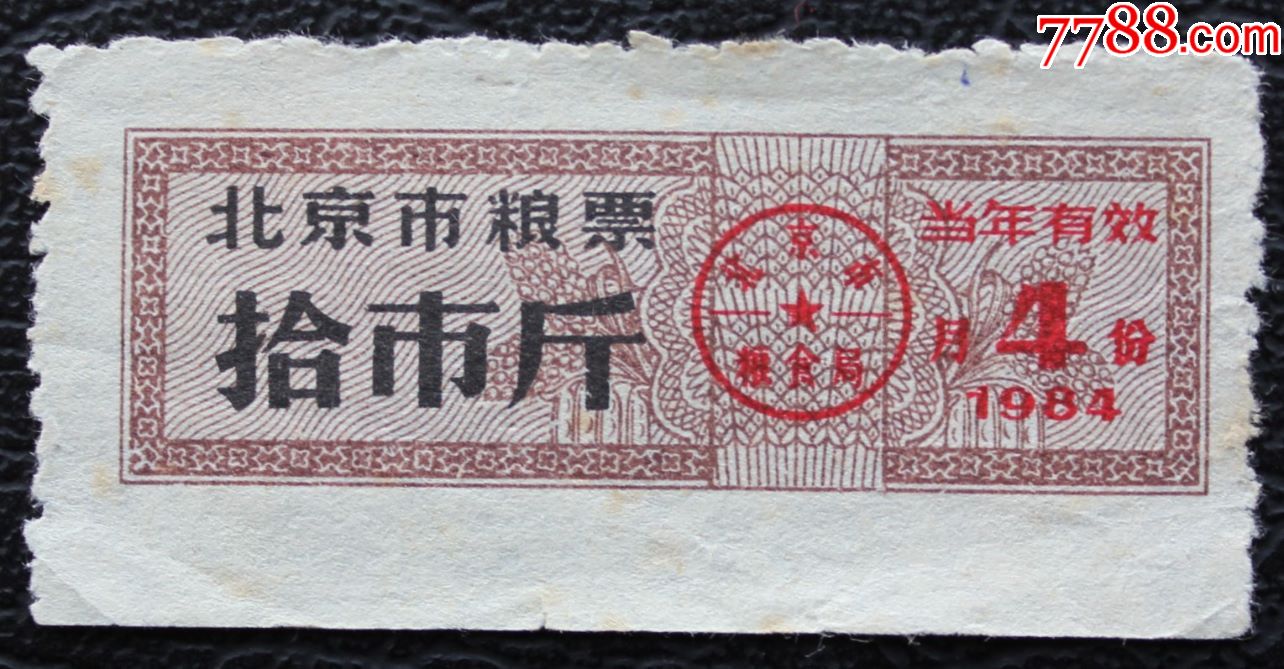 7788.com
北京市粮票
拾市斤
北京市
粮食局
当年有效
月4份
1984